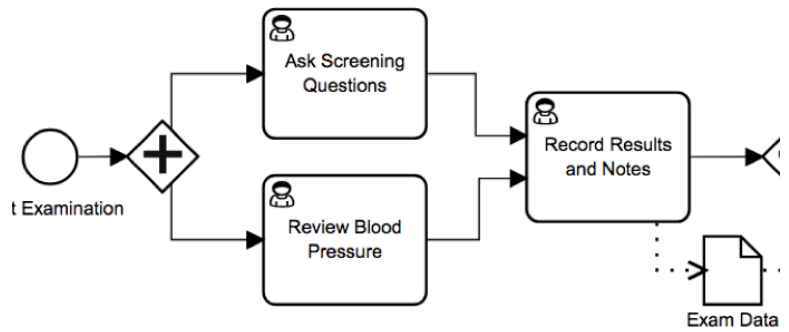 Ask Screening
Questions
Record Results
and Notes
t Examination
Review Blood
Pressure
Exam Data